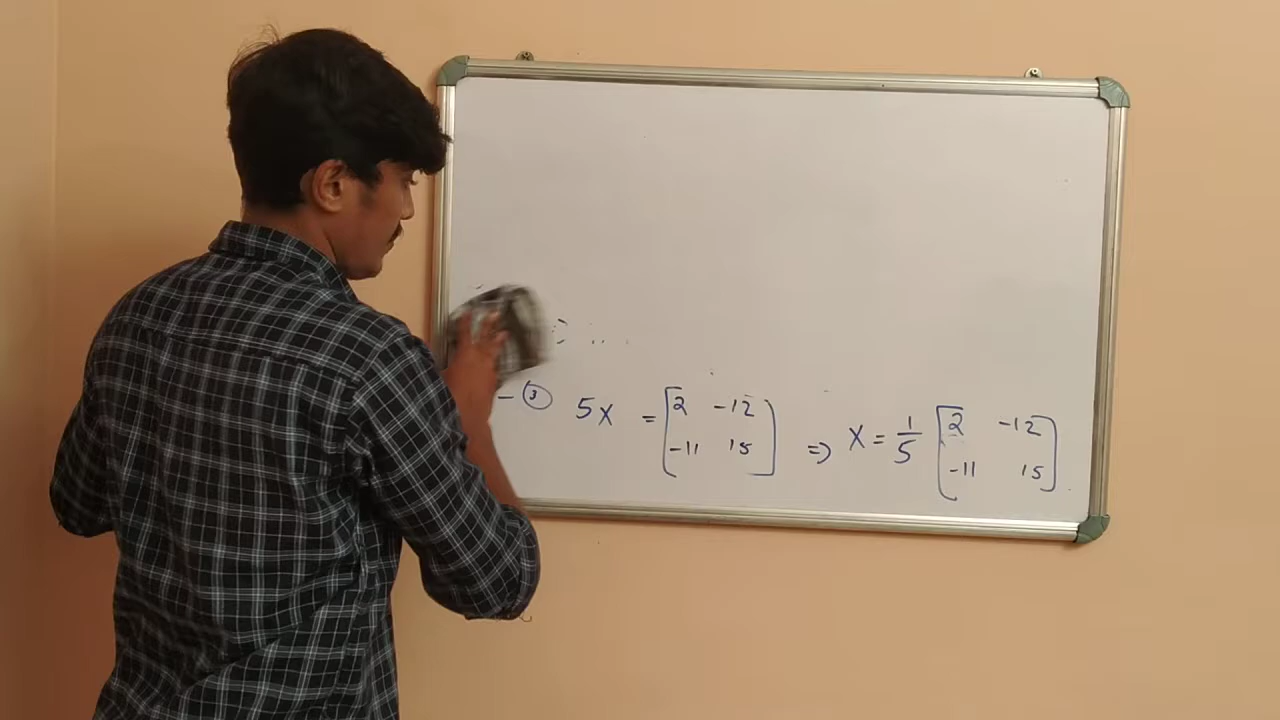 - ③ 5x = [2 -12 -11 15] => x = 1/5 [2 -12 -11 15]